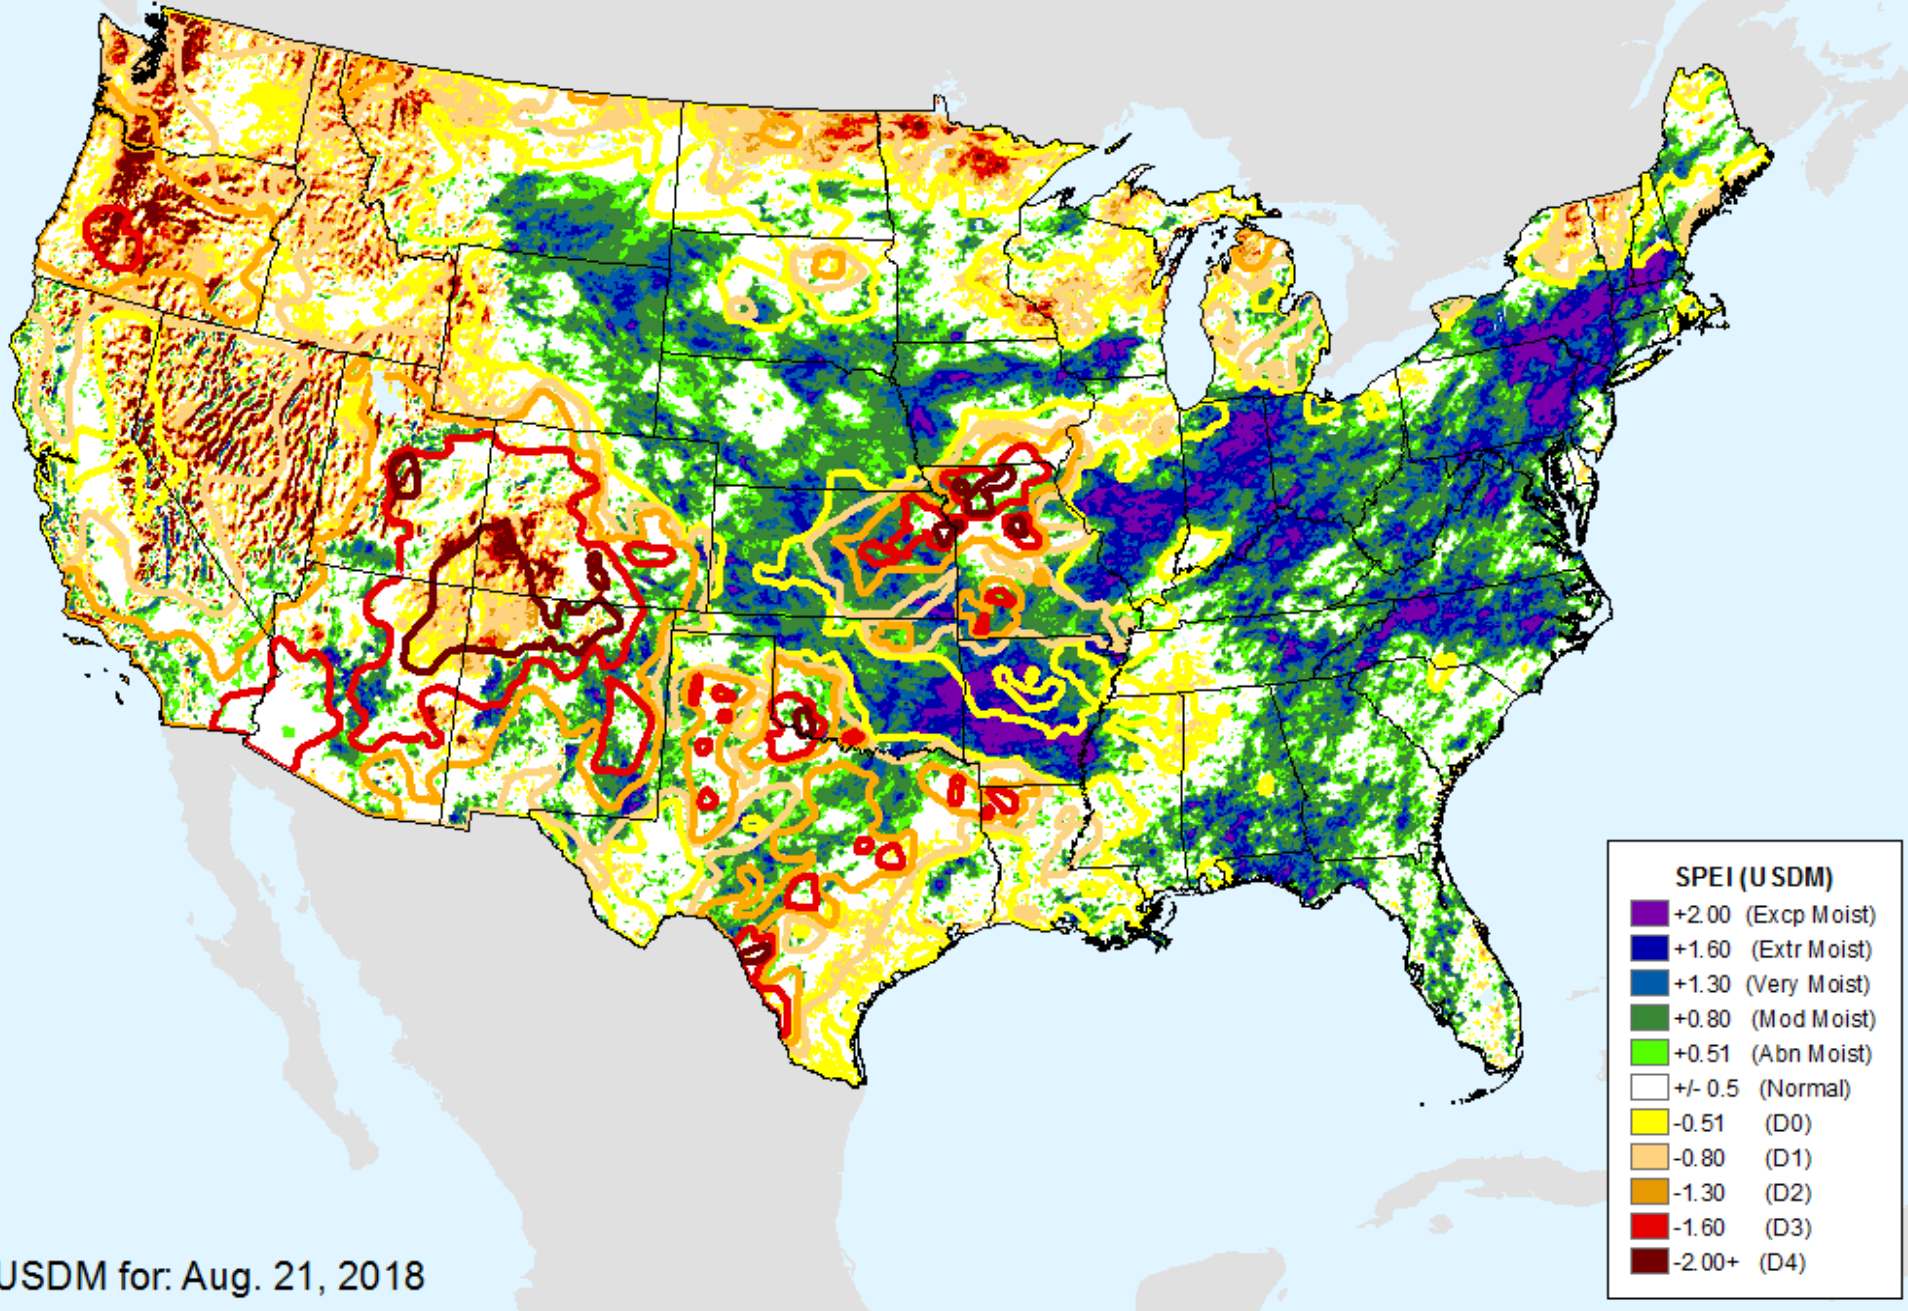 SPEI (USDM)
+2.00 (Excp Moist)
+1.60 (Extr Moist)
+1.30 (Very Moist)
+0.80 (Mod Moist)
+0.51 (Abn Moist)
+/- 0.5 (Normal)
-0.51 (D0)
-0.80 (D1)
-1.30 (D2)
-1.60 (D3)
-2.00+ (D4)
USDM for: Aug. 21, 2018